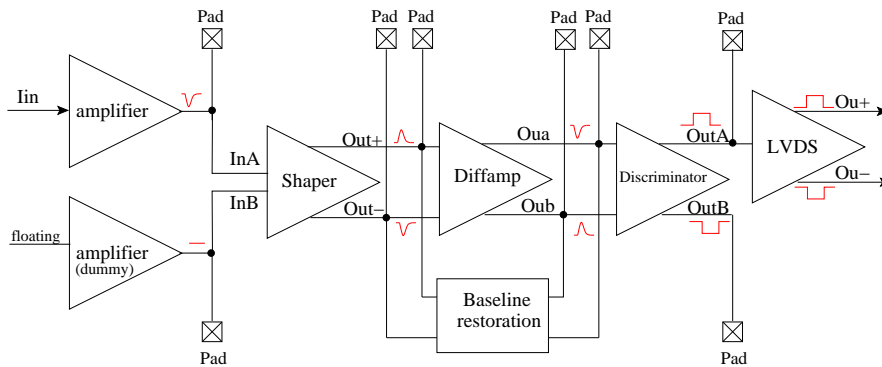 Pad Pad Pad Pad Pad Pad
Iin
amplifier
InA
Out+
Oua
OutA
Ou+
Shaper
Diffamp
Discriminator
LVDS
InB
Out−
Oub
OutB
Ou−
floating
amplifier
(dummy)
Baseline
restoration
Pad Pad